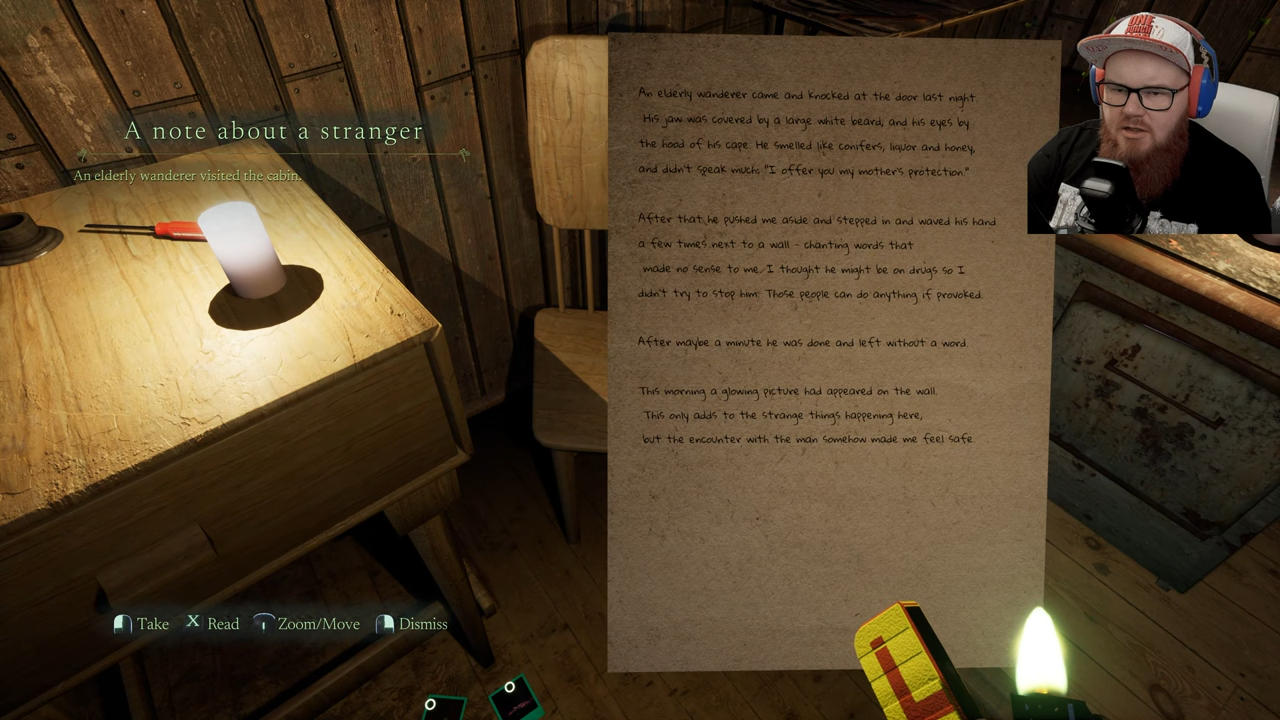 A note about a stranger
An elderly wanderer visited the cabin.
An elderly wanderer came and knocked at the door last night.
His jaw was covered by a large white beard, and his eyes by
the hood of his cape. He smelled like conifers, liquor and honey,
and didn't speak much: "I offer you my mother's protection."
After that he pushed me aside and stepped in and waved his hand
a few times next to a wall - chanting words that
made no sense to me. I thought he might be on drugs so I
didn't try to stop him. Those people can do anything if provoked.
After maybe a minute he was done and left without a word.
This morning a glowing picture had appeared on the wall.
This only adds to the strange things happening here,
but the encounter with the man somehow made me feel safe.
Take X Read Zoom/Move Dismiss
ONE